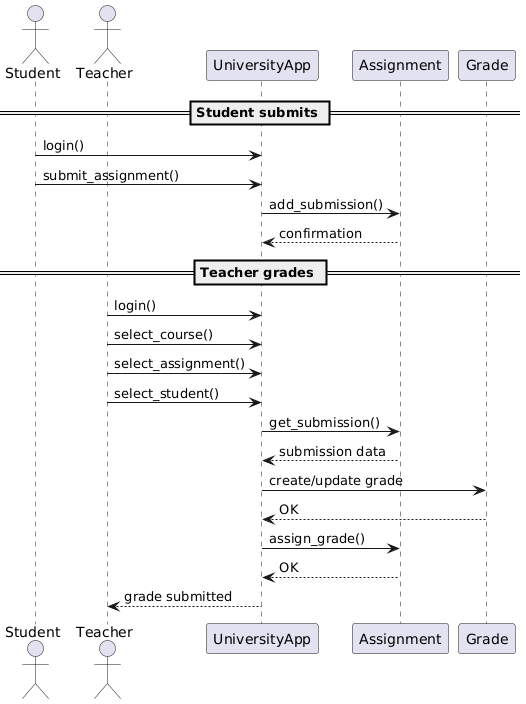 Student
Teacher
UniversityApp
Assignment
Grade
Student submits
login()
submit_assignment()
add_submission()
confirmation
Teacher grades
login()
select_course()
select_assignment()
select_student()
get_submission()
submission data
create/update grade
OK
assign_grade()
OK
grade submitted
Student
Teacher
UniversityApp
Assignment
Grade